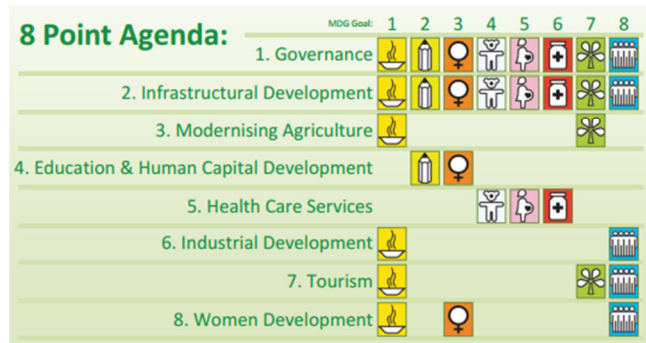 8 Point Agenda:
MDG Goal: 1 2 3 4 5 6 7 8
1. Governance
2. Infrastructural Development
3. Modernising Agriculture
4. Education & Human Capital Development
5. Health Care Services
6. Industrial Development
7. Tourism
8. Women Development